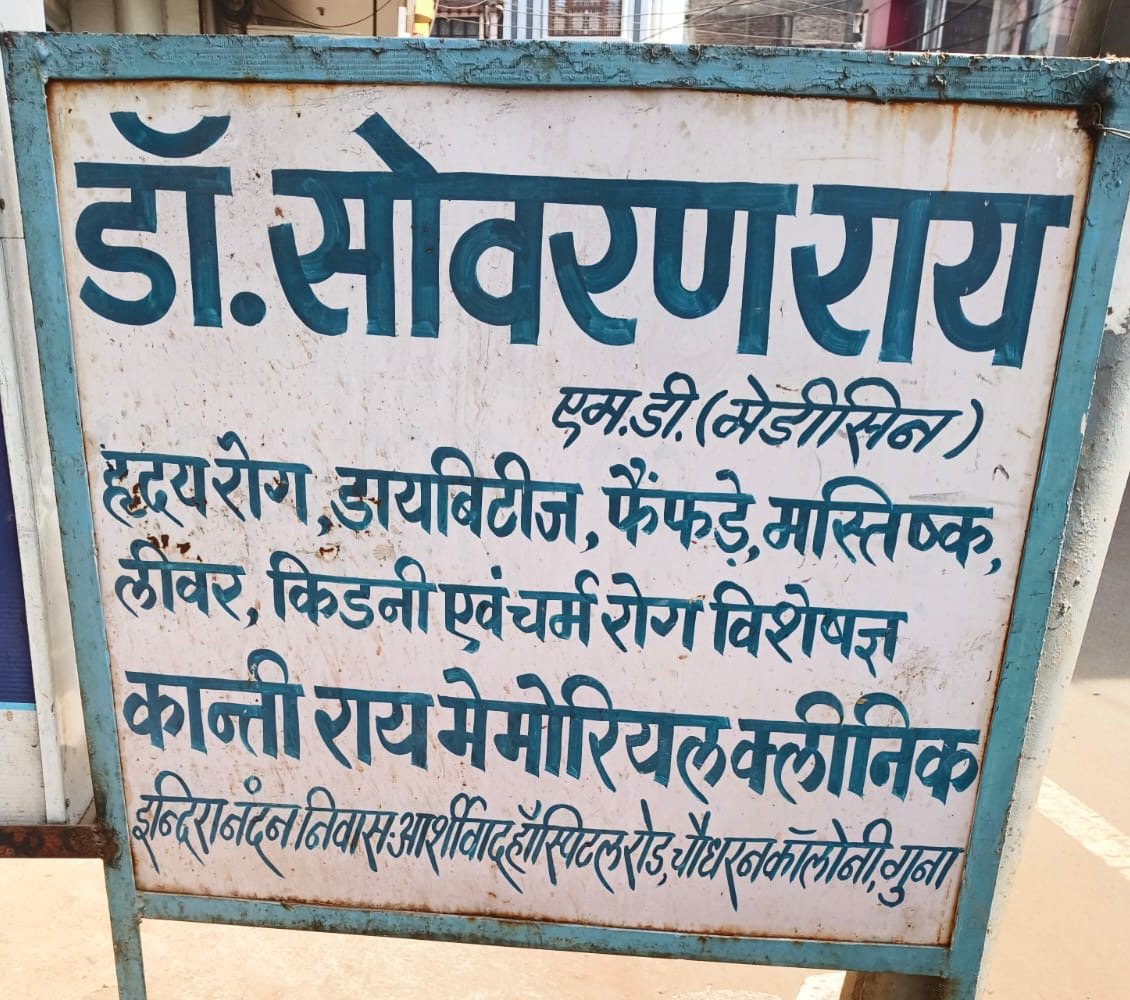 डॉ. सोवरण राय
एम.डी. (मेडीसिन)
हृदय रोग, डायबिटीज, फैंफड़े, मस्तिष्क,
लीवर, किडनी एवं चर्म रोग विशेषज्ञ
कान्ती राय मेमोरियल क्लीनिक
इन्दिरा नंदन निवास आर्शीवाद हॉस्पिटल रोड, चौधरन कॉलोनी, गुना